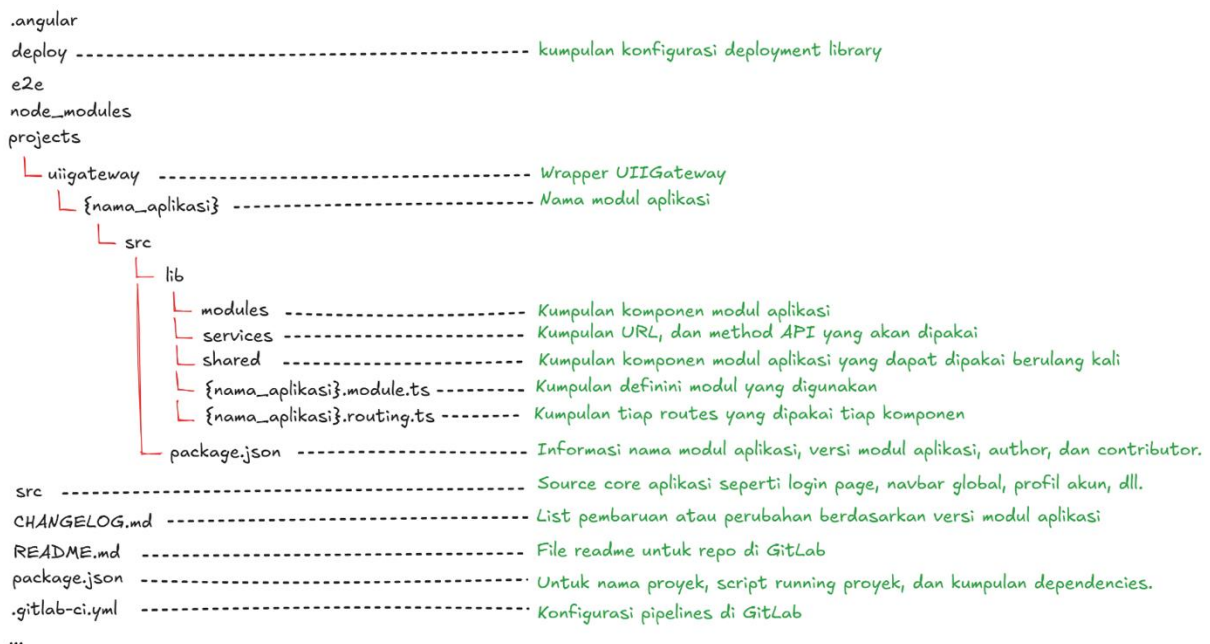 .angular
deploy kumpulan konfigurasi deployment library
e2e
node_modules
projects
uiigateway Wrapper UIIGateway
{nama_aplikasi} Nama modul aplikasi
src
lib
modules Kumpulan komponen modul aplikasi
services Kumpulan URL, dan method API yang akan dipakai
shared Kumpulan komponen modul aplikasi yang dapat dipakai berulang kali
{nama_aplikasi}.module.ts Kumpulan definini modul yang digunakan
{nama_aplikasi}.routing.ts Kumpulan tiap routes yang dipakai tiap komponen
package.json Informasi nama modul aplikasi, versi modul aplikasi, author, dan contributor.
src Source core aplikasi seperti login page, navbar global, profil akun, dll.
CHANGELOG.md List pembaruan atau perubahan berdasarkan versi modul aplikasi
README.md File readme untuk repo di GitLab
package.json Untuk nama proyek, script running proyek, dan kumpulan dependencies.
.gitlab-ci.yml Konfigurasi pipelines di GitLab
...